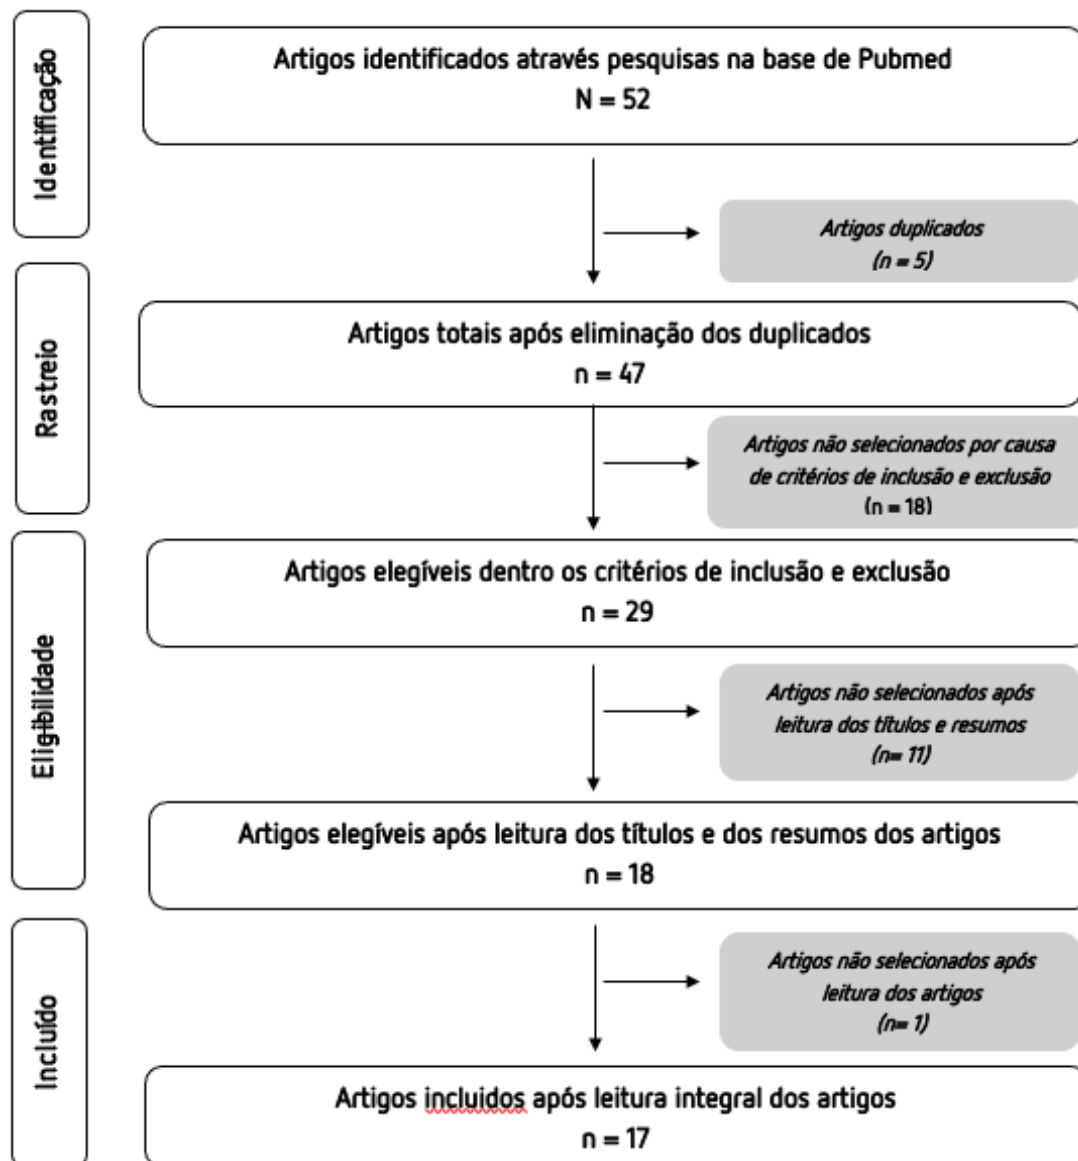 Identificação
Artigos identificados através pesquisas na base de Pubmed
N = 52
Artigos duplicados
(n = 5)
Rastreio
Artigos totais após eliminação dos duplicados
n = 47
Artigos não selecionados por causa
de critérios de inclusão e exclusão
(n = 18)
Eligibilidade
Artigos elegíveis dentro os critérios de inclusão e exclusão
n = 29
Artigos não selecionados após
leitura dos títulos e resumos
(n= 11)
Artigos elegíveis após leitura dos títulos e dos resumos dos artigos
n = 18
Incluído
Artigos não selecionados após
leitura dos artigos
(n= 1)
Artigos incluidos após leitura integral dos artigos
n = 17